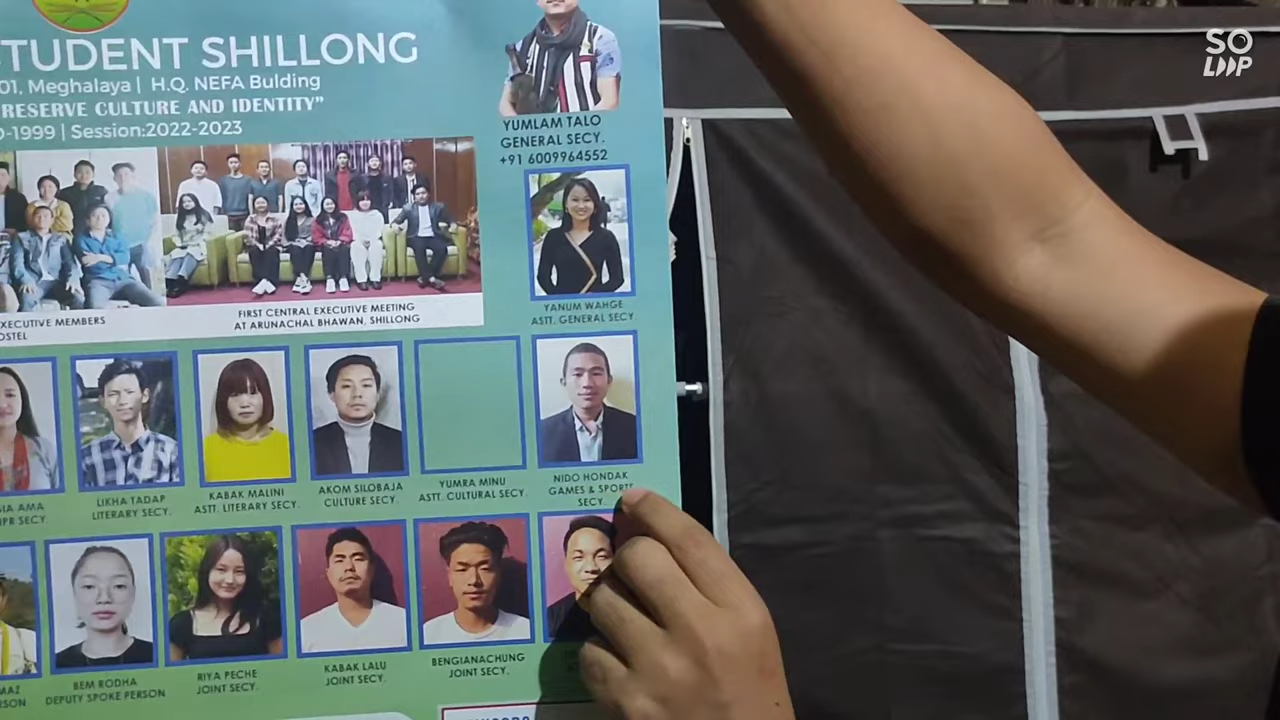 TUDENT SHILLONG
01, Meghalaya | H.Q. NEFA Bulding
RESERVE CULTURE AND IDENTITY”
-1999 | Session:2022-2023
YUMLAM TALO
GENERAL SECY.
+91 6009964552
YANUM WAHGE
ASTT. GENERAL SECY.
XECUTIVE MEMBERS
OSTEL
FIRST CENTRAL EXECUTIVE MEETING
AT ARUNACHAL BHAWAN, SHILLONG
AMA
IPR SECY.
LIKHA TADAP
LITERARY SECY.
KABAK MALINI
ASTT. LITERARY SECY.
AKOM SILOBAJA
CULTURE SECY.
YUMRA MINU
ASTT. CULTURAL SECY.
NIDO HONDAK
GAMES & SPORTS
SECY.
MAZ
RSON
BEM RODHA
DEPUTY SPOKE PERSON
RIYA PECHE
JOINT SECY.
KABAK LALU
JOINT SECY.
BENGIANACHUNG
JOINT SECY.
SO
LOOP